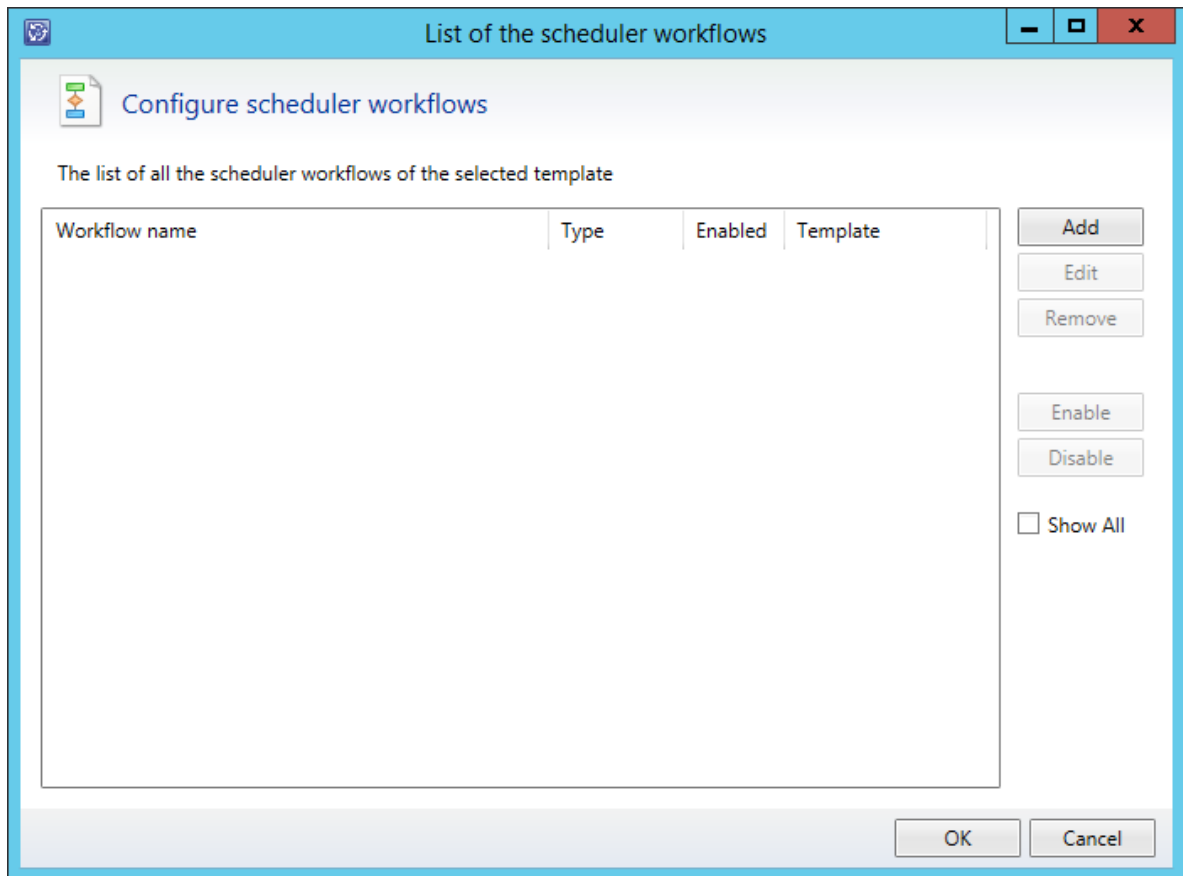 List of the scheduler workflows
Configure scheduler workflows
The list of all the scheduler workflows of the selected template
Workflow name Type Enabled Template
Add
Edit
Remove
Enable
Disable
Show All
OK Cancel